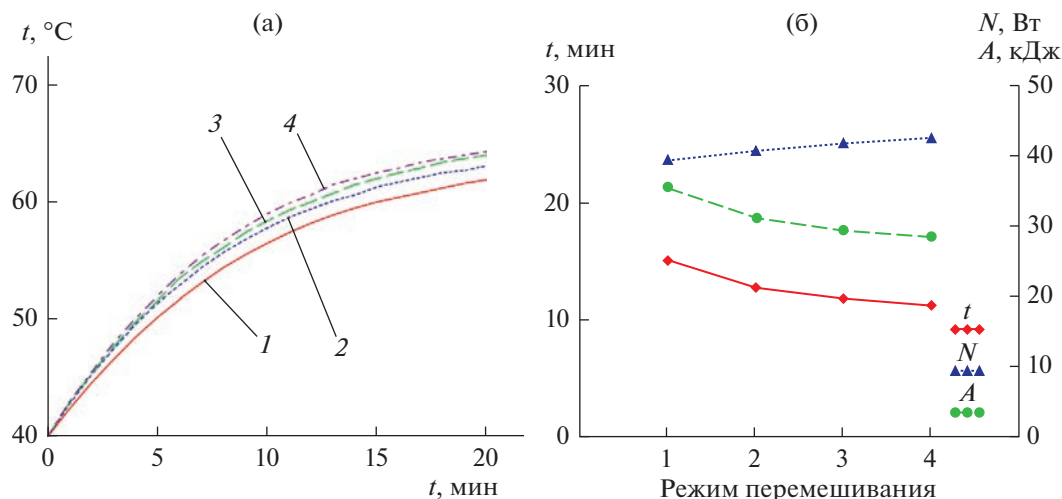 (а)
t, °C
70
60
50
40
0
5
10
15
20
t, мин
1
2
3
4
(б)
t, мин
N, Вт
A, кДж
30
20
10
0
50
40
30
20
10
0
t
N
A
1 2 3 4
Режим перемешивания